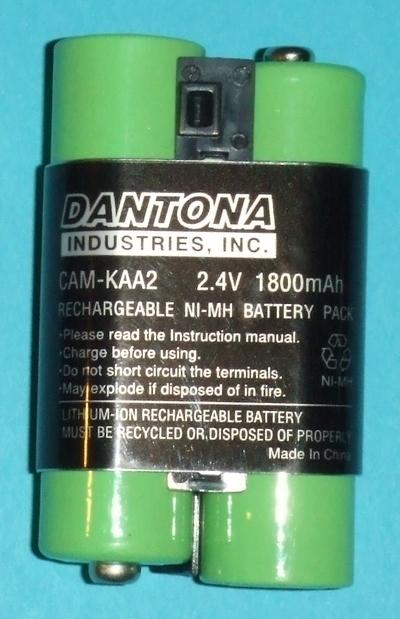 DANTONA
INDUSTRIES, INC.
CAM-KAA2 2.4V 1800mAh
RECHARGEABLE NI-MH BATTERY PACK
•Please read the Instruction manual.
•Charge before using.
•Do not short circuit the terminals.
•May explode if disposed of in fire.
NI-MH
LITHIUM-ION RECHARGEABLE BATTERY
MUST BE RECYCLED OR DISPOSED OF PROPERLY
Made In China